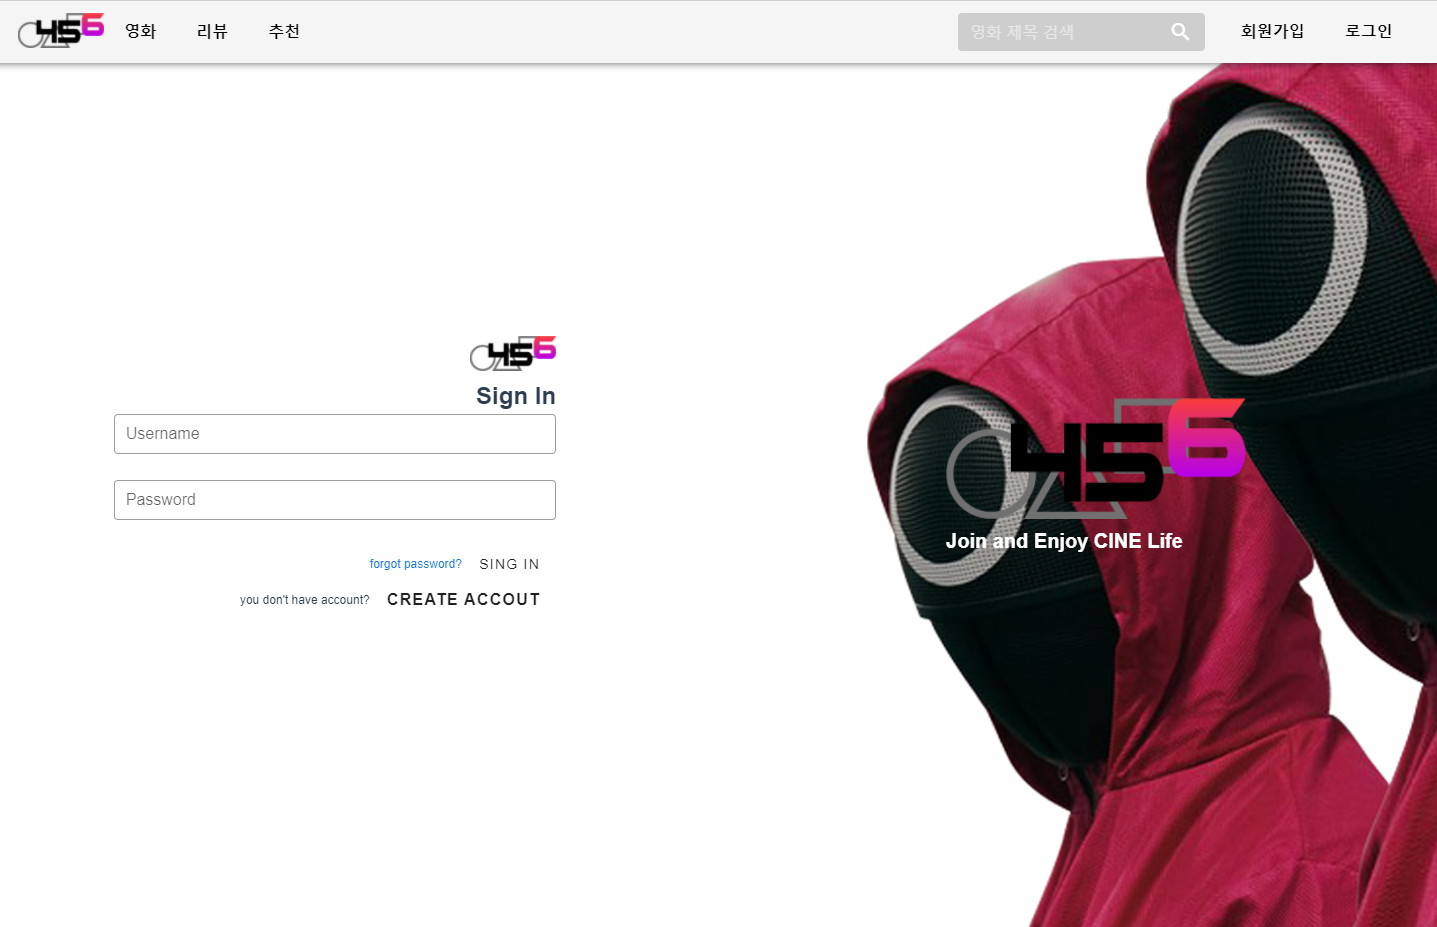 456
영화
리뷰
추천
영화 제목 검색
회원가입
로그인
456
Sign In
Username
Password
forgot password?
SING IN
you don't have account?
CREATE ACCOUT
456
Join and Enjoy CINE Life